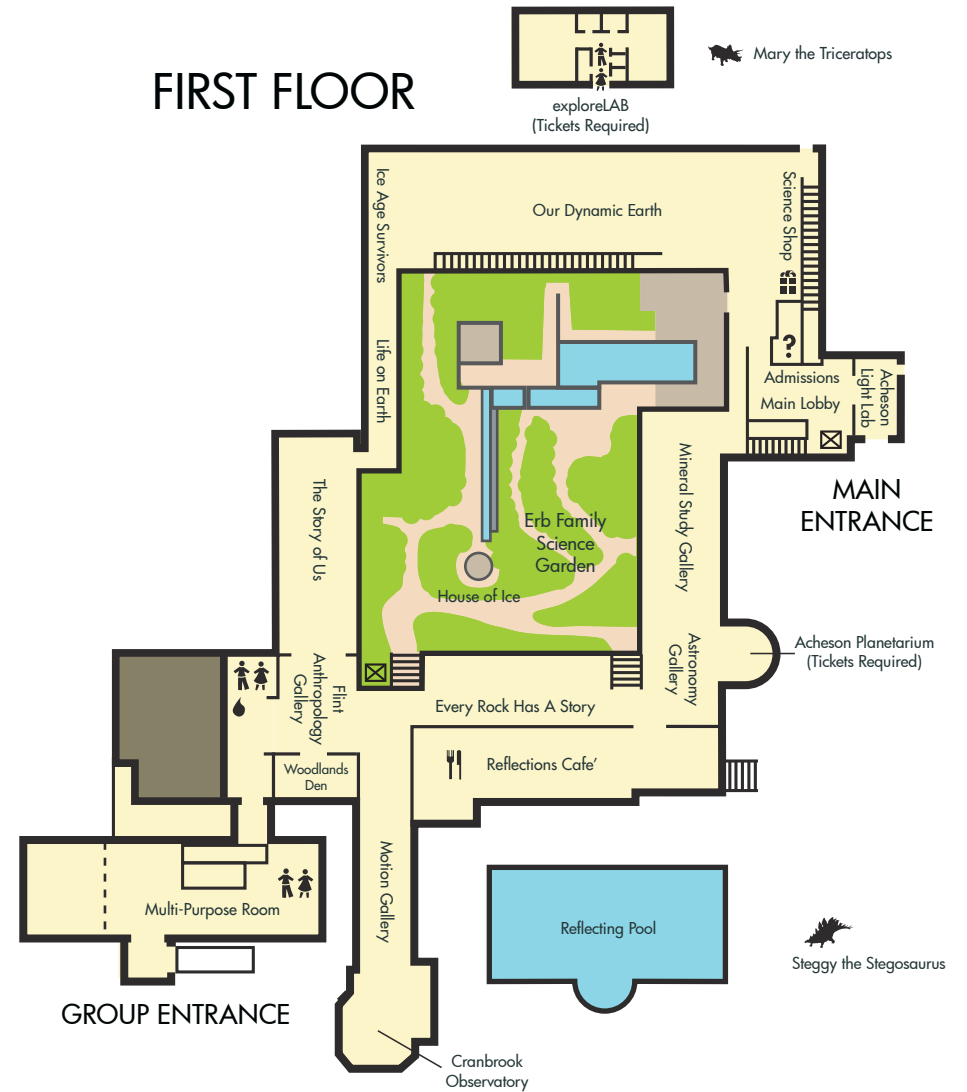 FIRST FLOOR
Mary the Triceratops
exploreLAB
(Tickets Required)
Ice Age Survivors
Our Dynamic Earth
Science Shop
?
Life on Earth
Admissions
Main Lobby
Acheson
Light Lab
MAIN
ENTRANCE
The Story of Us
Mineral Study Gallery
Erb Family
Science
Garden
House of Ice
Acheson Planetarium
(Tickets Required)
Astronomy
Gallery
Flint
Anthropology
Gallery
Every Rock Has A Story
Reflections Cafe'
Woodlands
Den
Motion Gallery
Multi-Purpose Room
Reflecting Pool
Steggy the Stegosaurus
GROUP ENTRANCE
Cranbrook
Observatory